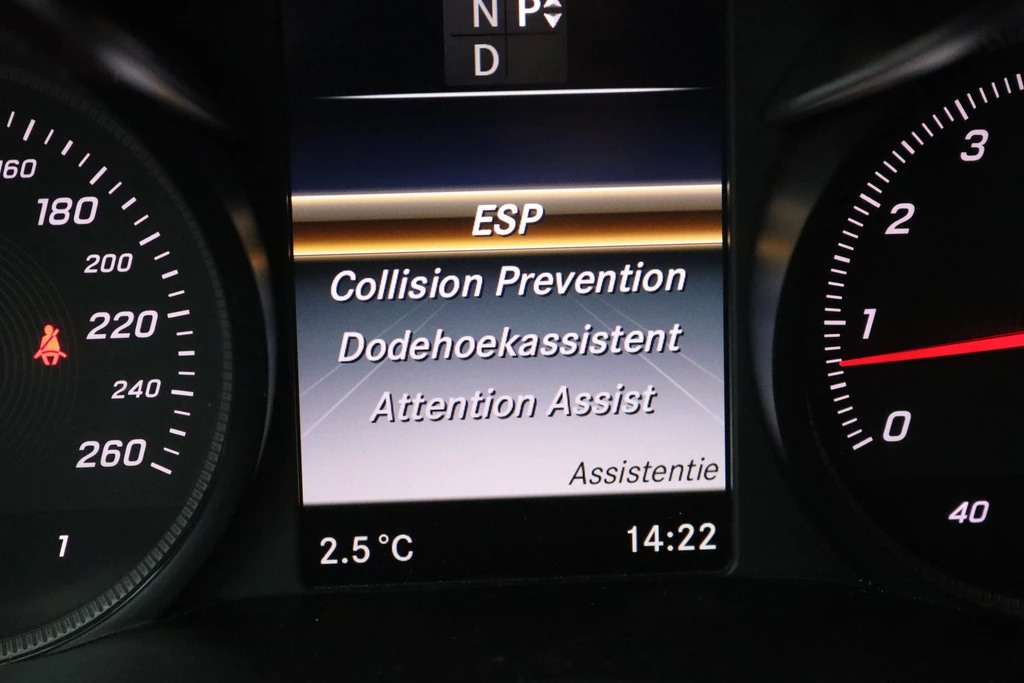 N P
D
160
180
200
220
240
260
1
ESP
Collision Prevention
Dodehoekassistent
Attention Assist
Assistentie
2.5 °C
14:22
3
2
1
0
40